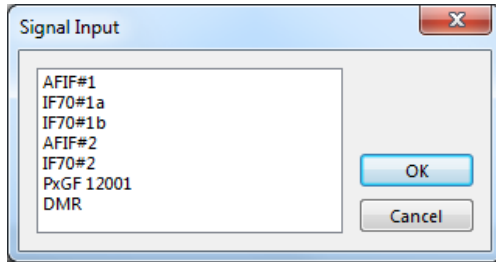 Signal Input
AFIF#1
IF70#1a
IF70#1b
AFIF#2
IF70#2
PxGF 12001
DMR
OK
Cancel